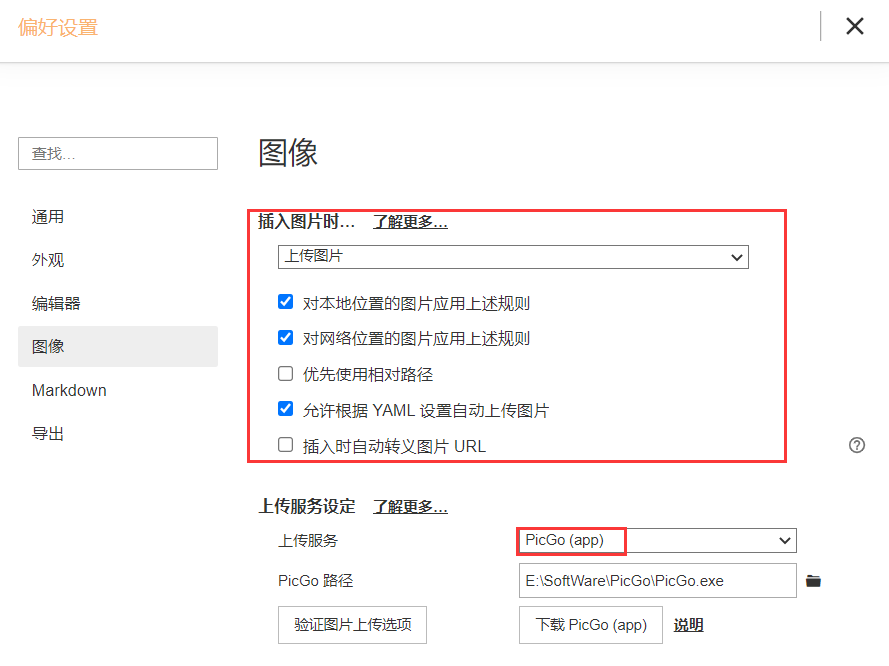 偏好设置
查找...
图像
通用
外观
编辑器
图像
Markdown
导出
插入图片时... 了解更多...
上传图片
对本地位置的图片应用上述规则
对网络位置的图片应用上述规则
优先使用相对路径
允许根据 YAML 设置自动上传图片
插入时自动转义图片 URL
上传服务设定 了解更多...
上传服务 PicGo (app)
PicGo 路径 E:\SoftWare\PicGo\PicGo.exe
验证图片上传选项 下载 PicGo (app) 说明